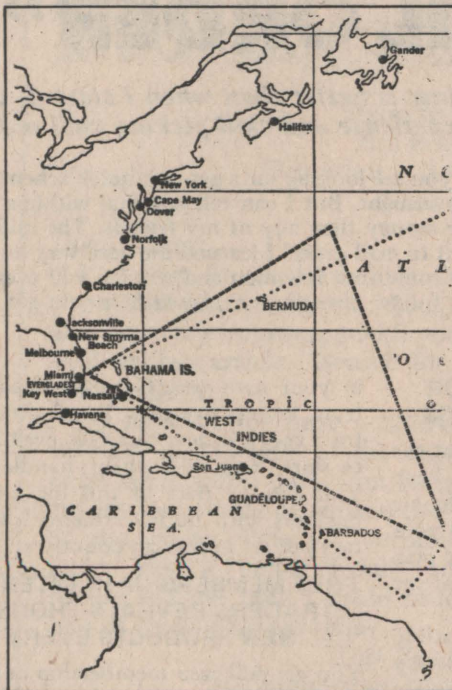 Gander
Halifax
N
New York
Cape May
Dover
Norfolk
T L
Charleston
BERMUDA
Jacksonville
New Smyrna
Beach
Melbourne
O
Miami
BAHAMA IS.
EVERGLADES
Key West
Nassau
TROPIC
Havana
WEST
INDIES
San Juan
GUADELOUPE
CARIBBEAN
SEA.
BARBADOS